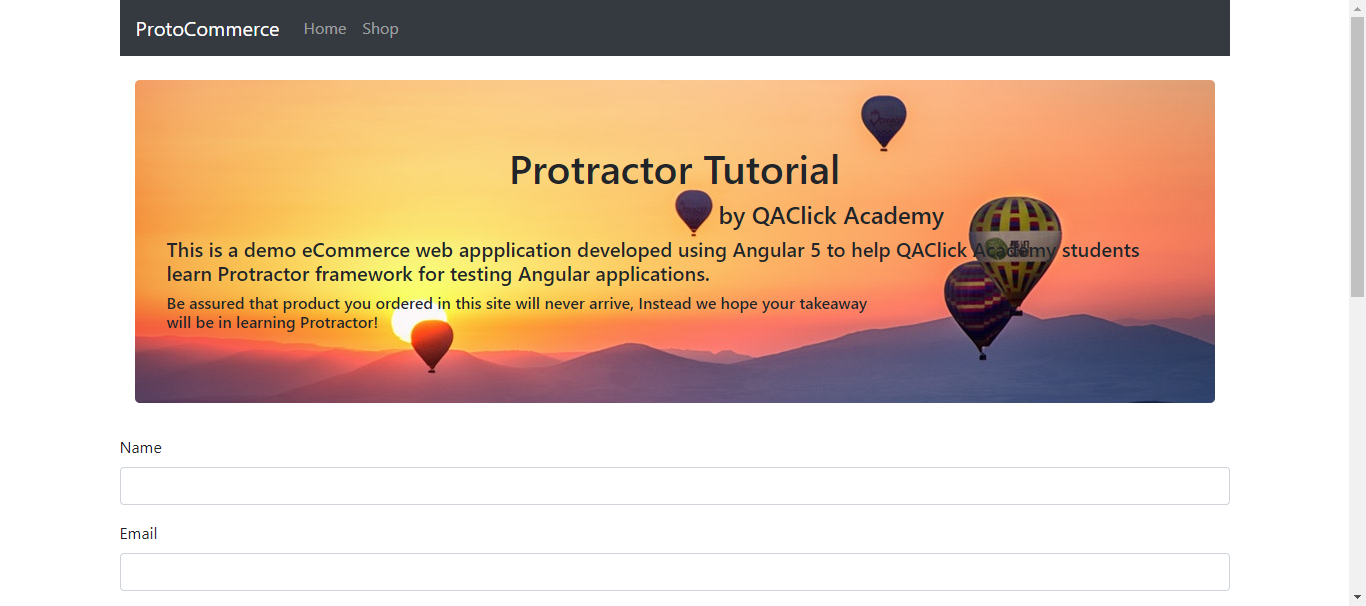 ProtoCommerce Home Shop
Protractor Tutorial
by QAClick Academy
This is a demo eCommerce web appplication developed using Angular 5 to help QAClick Academy students
learn Protractor framework for testing Angular applications.
Be assured that product you ordered in this site will never arrive, Instead we hope your takeaway
will be in learning Protractor!
Name
Email